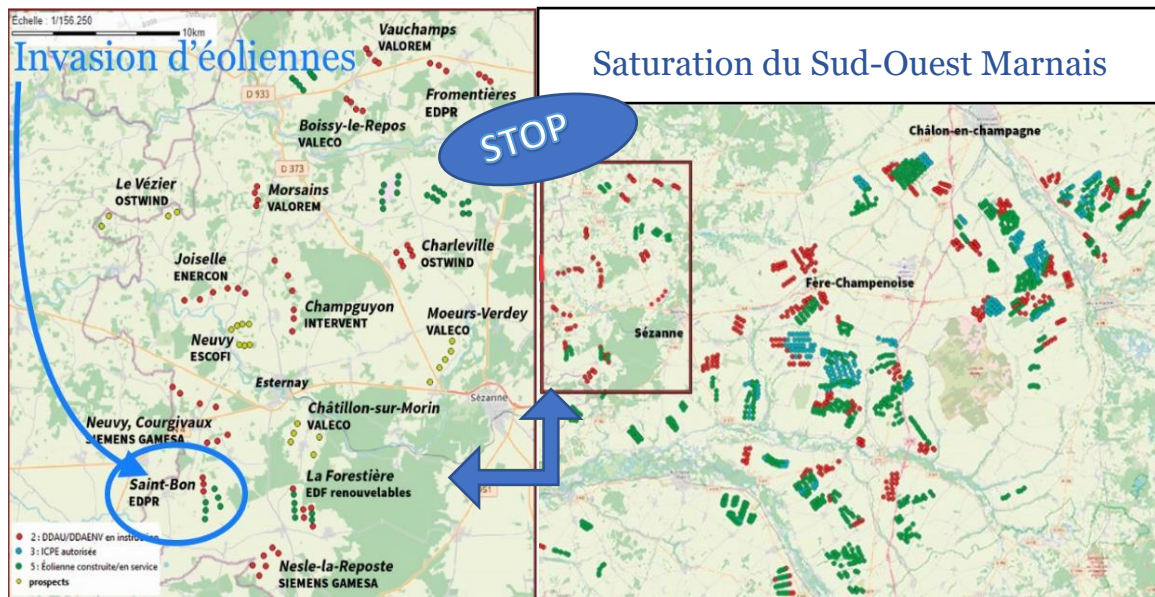 Échelle : 1/156.250
10km
Invasion d'éoliennes
Vauchamps
VALOREM
D 933
Fromentières
EDPR
Boissy-le-Repos
VALECO
STOP
D 373
Le Vézier
OSTWIND
Morsains
VALOREM
Charleville
OSTWIND
Joiselle
ENERCON
Champguyon
INTERVENT
Moeurs-Verdey
VALECO
Neuvy
ESCOFI
Esternay
Sézanne
Châtillon-sur-Morin
VALECO
Neuvy, Courgivaux
SIEMENS GAMESA
La Forestière
EDF renouvelables
Saint-Bon
EDPR
Nesle-la-Reposte
SIEMENS GAMESA
2 : DDAU/DDAENV en instruction
3 : ICPE autorisée
5 : Éolienne construite/en service
prospects
Saturation du Sud-Ouest Marnais
Châlon-en-champagne
Fère-Champenoise
Sézanne